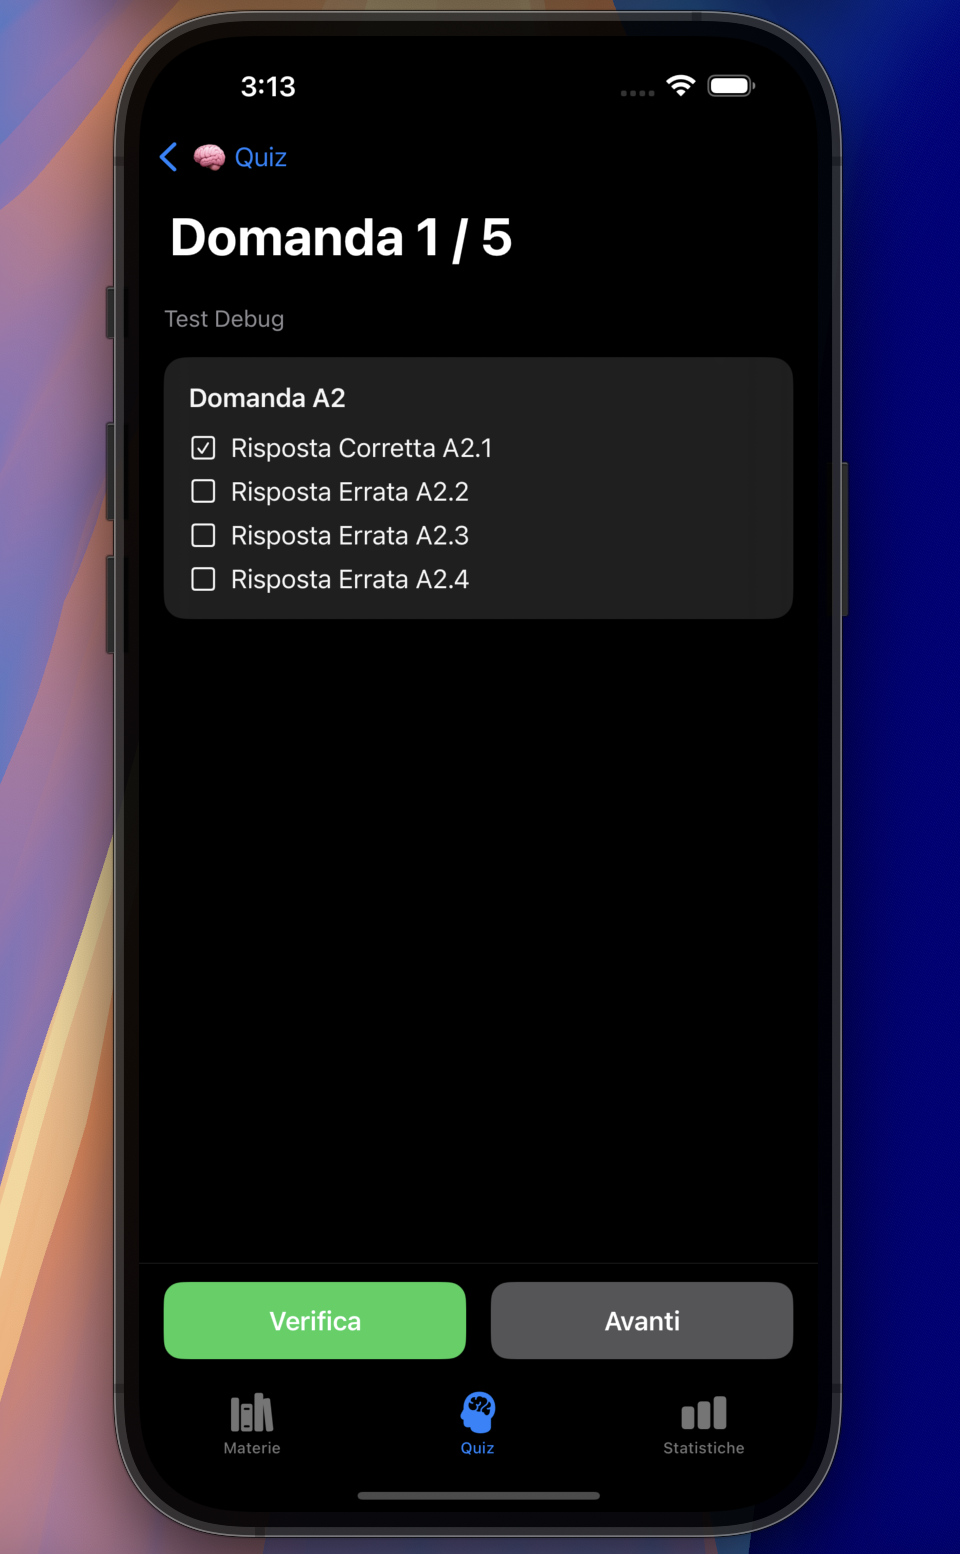 3:13
Quiz
Domanda 1 / 5
Test Debug
Domanda A2
Risposta Corretta A2.1
Risposta Errata A2.2
Risposta Errata A2.3
Risposta Errata A2.4
Verifica
Avanti
Materie
Quiz
Statistiche